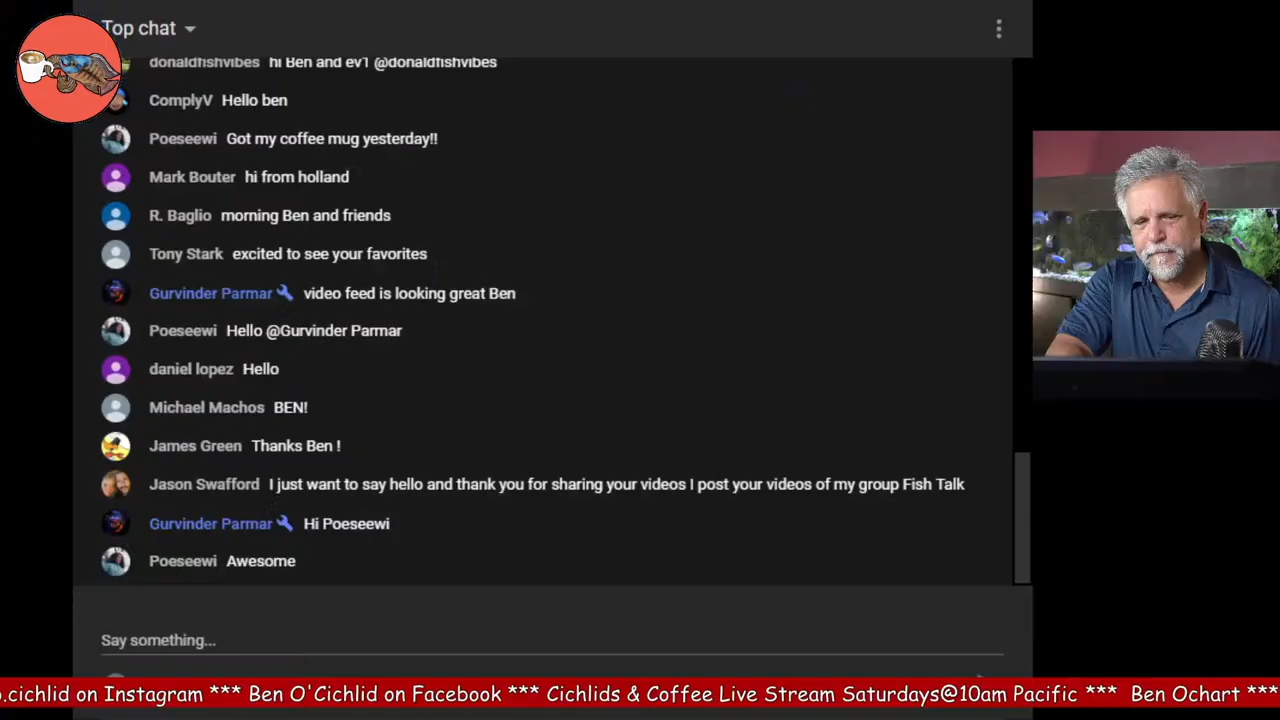 Top chat
donaldfishvibes hi Ben and ev1 @donaldfishvibes
ComplyV Hello ben
Poeseewi Got my coffee mug yesterday!!
Mark Bouter hi from holland
R. Baglio morning Ben and friends
Tony Stark excited to see your favorites
Gurvinder Parmar video feed is looking great Ben
Poeseewi Hello @Gurvinder Parmar
daniel lopez Hello
Michael Machos BEN!
James Green Thanks Ben !
Jason Swafford I just want to say hello and thank you for sharing your videos I post your videos of my group Fish Talk
Gurvinder Parmar Hi Poeseewi
Poeseewi Awesome
Say something...
.cichlid on Instagram *** Ben O'Cichlid on Facebook *** Cichlids & Coffee Live Stream Saturdays@10am Pacific *** Ben Ochart ***